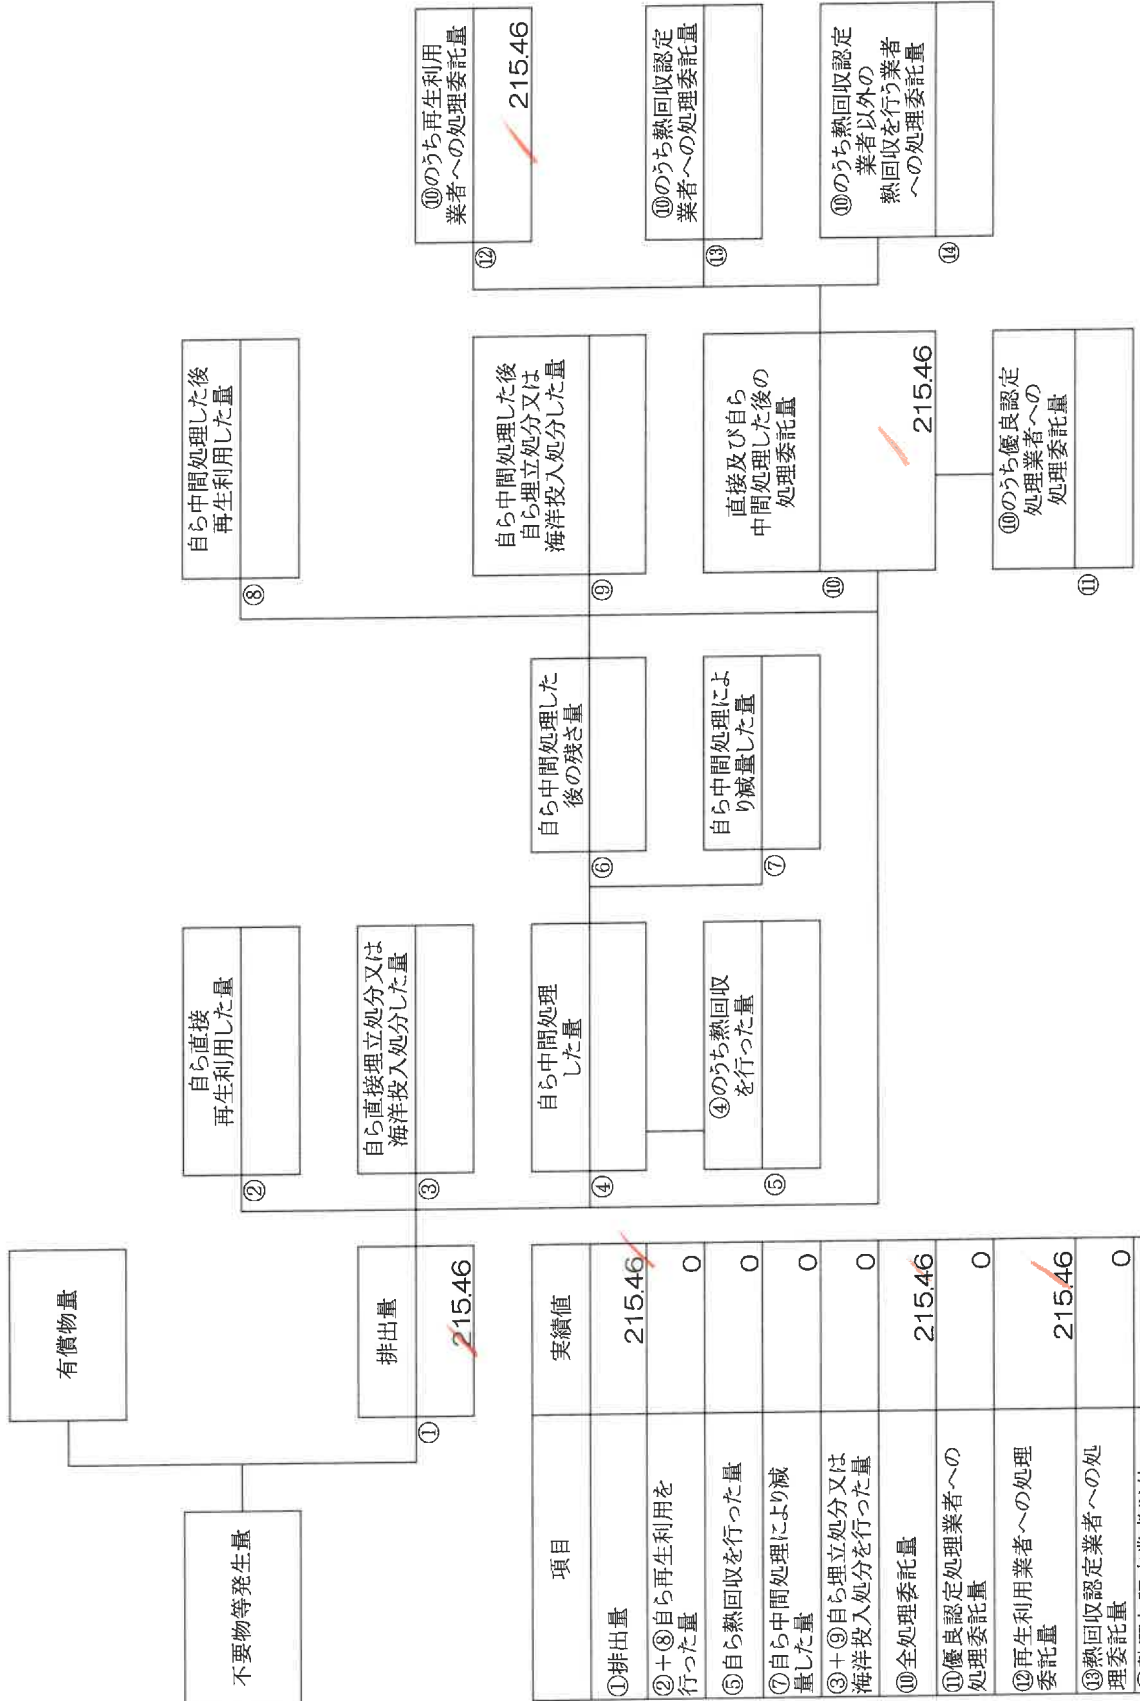 不要物等発生量
有償物量
排出量
①
215.46
自ら直接
再生利用した量
②
自ら直接埋立処分又は
海洋投入処分した量
③
自ら中間処理
した量
④
④のうち熱回収
を行った量
⑤
自ら中間処理した
後の残さ量
⑥
自ら中間処理によ
り減量した量
⑦
自ら中間処理した後
再生利用した量
⑧
自ら中間処理した後
自ら埋立処分又は
海洋投入処分した量
⑨
直接及び自ら
中間処理した後の
処理委託量
⑩
215.46
⑩のうち優良認定
処理業者への
処理委託量
⑪
⑩のうち再生利用
業者への処理委託量
⑫
215.46
⑩のうち熱回収認定
業者への処理委託量
⑬
⑩のうち熱回収認定
業者以外の
熱回収を行う業者
への処理委託量
⑭
項目 実績値
①排出量 215.46
②+⑧自ら再生利用を
行った量 0
⑤自ら熱回収を行った量 0
⑦自ら中間処理により減
量した量 0
③+⑨自ら埋立処分又は
海洋投入処分を行った量 0
⑩全処理委託量 215.46
⑪優良認定処理業者への
処理委託量 0
⑫再生利用業者への処理
委託量 215.46
⑬熱回収認定業者への処
理委託量 0